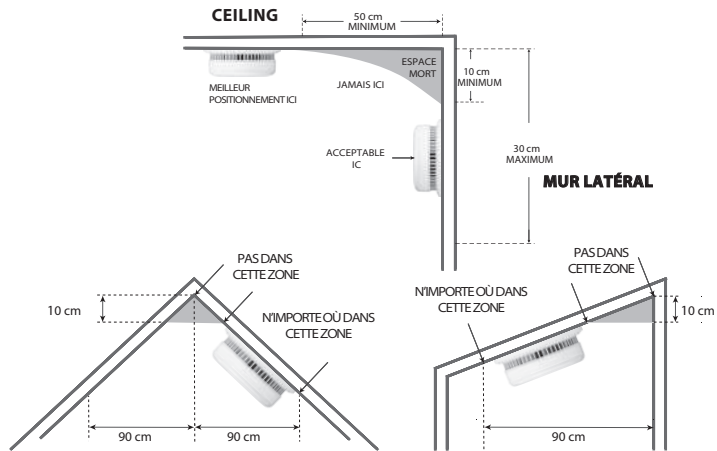 CEILING
50 cm
MINIMUM
ESPACE
MORT
MEILLEUR
POSITIONNEMENT ICI
JAMAIS ICI
10 cm
MINIMUM
ACCEPTABLE
IC
30 cm
MAXIMUM
MUR LATÉRAL
PAS DANS
CETTE ZONE
10 cm
N'IMPORTE OÙ DANS
CETTE ZONE
90 cm
90 cm
PAS DANS
CETTE ZONE
N'IMPORTE OÙ DANS
CETTE ZONE
10 cm
90 cm